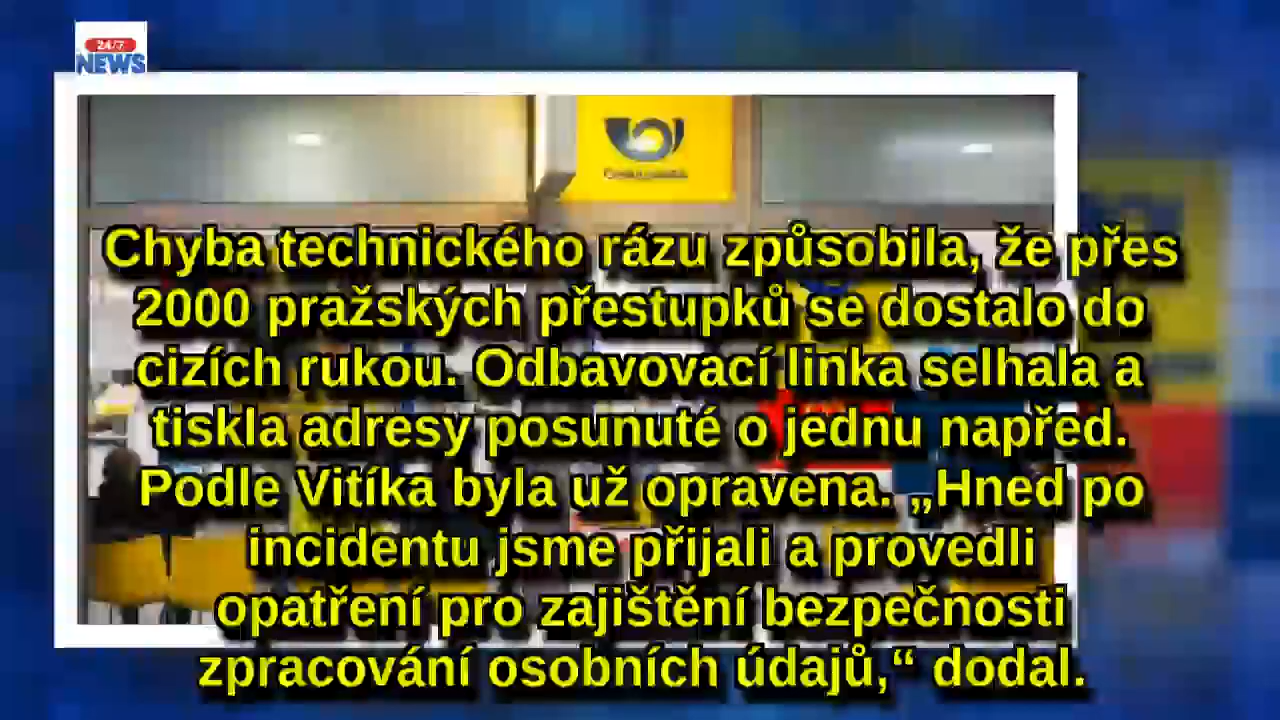 24/7
NEWS
Chyba technického rázu způsobila, že přes
2000 pražských přestupků se dostalo do
cizích rukou. Odbavovací linka selhala a
tiskla adresy posunuté o jednu napřed.
Podle Vitíka byla už opravena. „Hned po
incidentu jsme přijali a provedli
opatření pro zajištění bezpečnosti
zpracování osobních údajů,“ dodal.